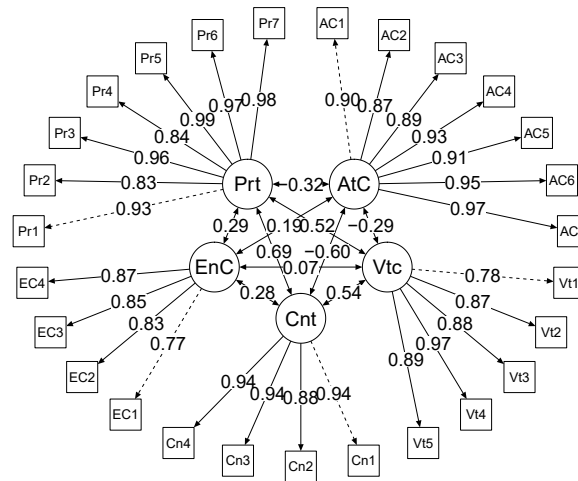 Pr7 AC1
Pr6 AC2
Pr5 AC3
Pr4 AC4
Pr3 AC5
Pr2 AC6
Pr1 AC
0.98 0.90
0.97 0.87
0.99 0.89
0.84 0.93
0.96 0.91
0.83 0.95
0.93 0.97
Prt −0.32 AtC
0.29 0.19 0.52 −0.29
0.69 −0.60
EnC 0.07 Vtc
0.28 0.54
Cnt
EC4 0.87 0.78 Vt1
EC3 0.85 0.87 Vt2
EC2 0.83 0.88 Vt3
EC1 0.77 0.97 Vt4
0.89 Vt5
0.94 0.94 0.88 0.94
Cn4 Cn3 Cn2 Cn1